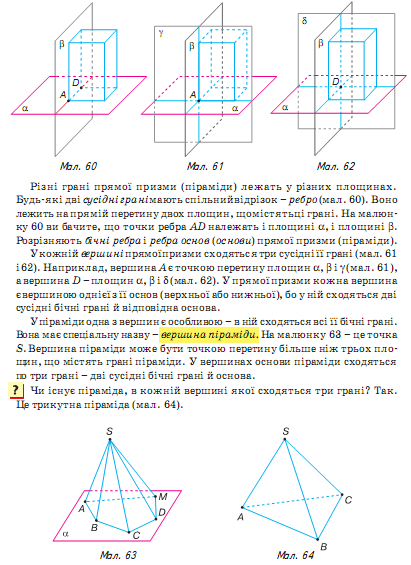 β
D
A
α
Мал. 60
γ
β
A
α
Мал. 61
δ
β
D
α
Мал. 62
Різні грані прямої призми (піраміди) лежать у різних площинах.
Будь-які дві сусідні грані мають спільний відрізок – ребро (мал. 60). Воно
лежить на прямій перетину двох площин, що містять ці грані. На малюн-
ку 60 ви бачите, що точки ребра AD належать і площині α, і площині β.
Розрізняють бічні ребра і ребра основ (основи) прямої призми (піраміди).
У кожній вершині прямої призми сходяться три сусідні її грані (мал. 61
і 62). Наприклад, вершина A є точкою перетину площин α, β і γ (мал. 61),
а вершина D – площин α, β і δ (мал. 62). У прямої призми кожна вершина
є вершиною однієї з її основ (верхньої або нижньої), бо у ній сходяться дві
сусідні бічні грані й відповідна основа.
У піраміди одна з вершин є особливою – в ній сходяться всі її бічні грані.
Вона має спеціальну назву – вершина піраміди. На малюнку 63 – це точка
S. Вершина піраміди може бути точкою перетину більше ніж трьох пло-
щин, що містять грані піраміди. У вершинах основи піраміди сходяться
по три грані – дві сусідні бічні грані й основа.
? Чи існує піраміда, в кожній вершині якої сходяться три грані? Так.
Це трикутна піраміда (мал. 64).
S
A
M
B
D
C
α
Мал. 63
S
C
A
B
Мал. 64